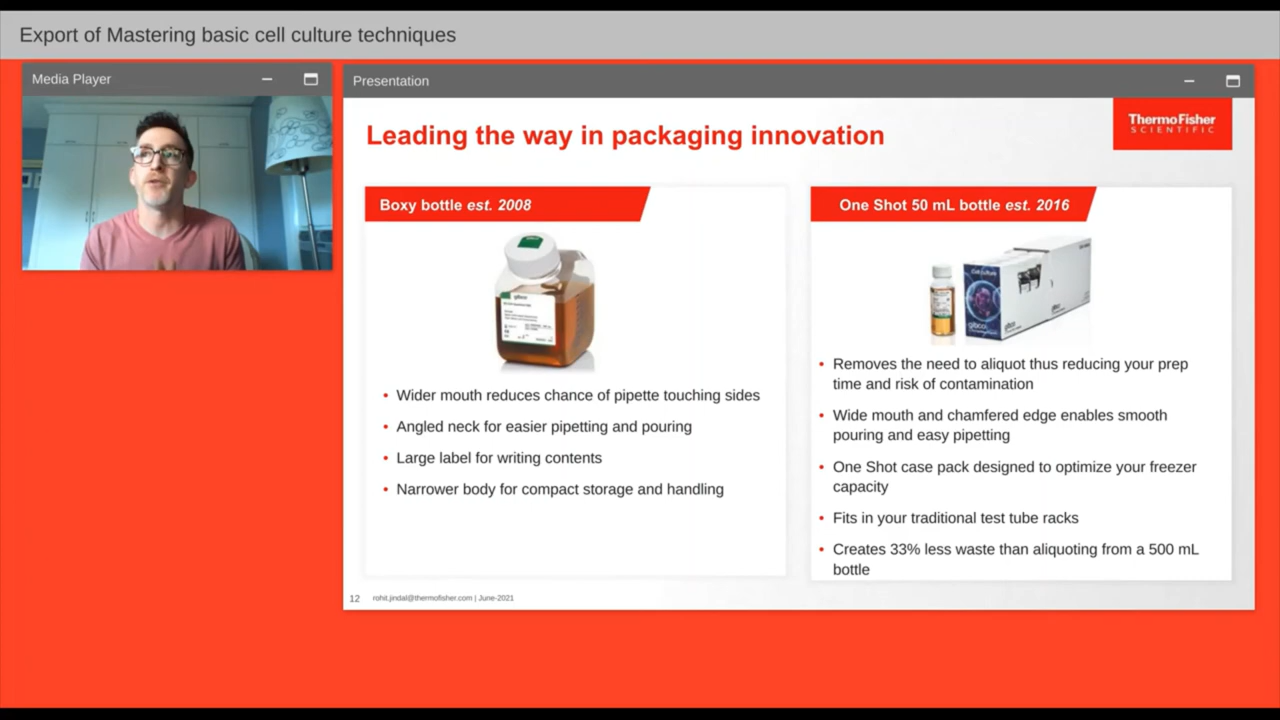 Export of Mastering basic cell culture techniques
Media Player
Presentation
Leading the way in packaging innovation
ThermoFisher
SCIENTIFIC
Boxy bottle est. 2008
gibco
Wider mouth reduces chance of pipette touching sides
Angled neck for easier pipetting and pouring
Large label for writing contents
Narrower body for compact storage and handling
One Shot 50 mL bottle est. 2016
Cell culture
gibco
gibco
Removes the need to aliquot thus reducing your prep
time and risk of contamination
Wide mouth and chamfered edge enables smooth
pouring and easy pipetting
One Shot case pack designed to optimize your freezer
capacity
Fits in your traditional test tube racks
Creates 33% less waste than aliquoting from a 500 mL
bottle
12 rohit.jindal@thermofisher.com | June-2021